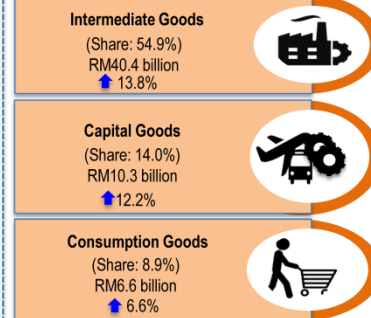 Intermediate Goods
(Share: 54.9%)
RM40.4 billion
13.8%
Capital Goods
(Share: 14.0%)
RM10.3 billion
12.2%
Consumption Goods
(Share: 8.9%)
RM6.6 billion
6.6%